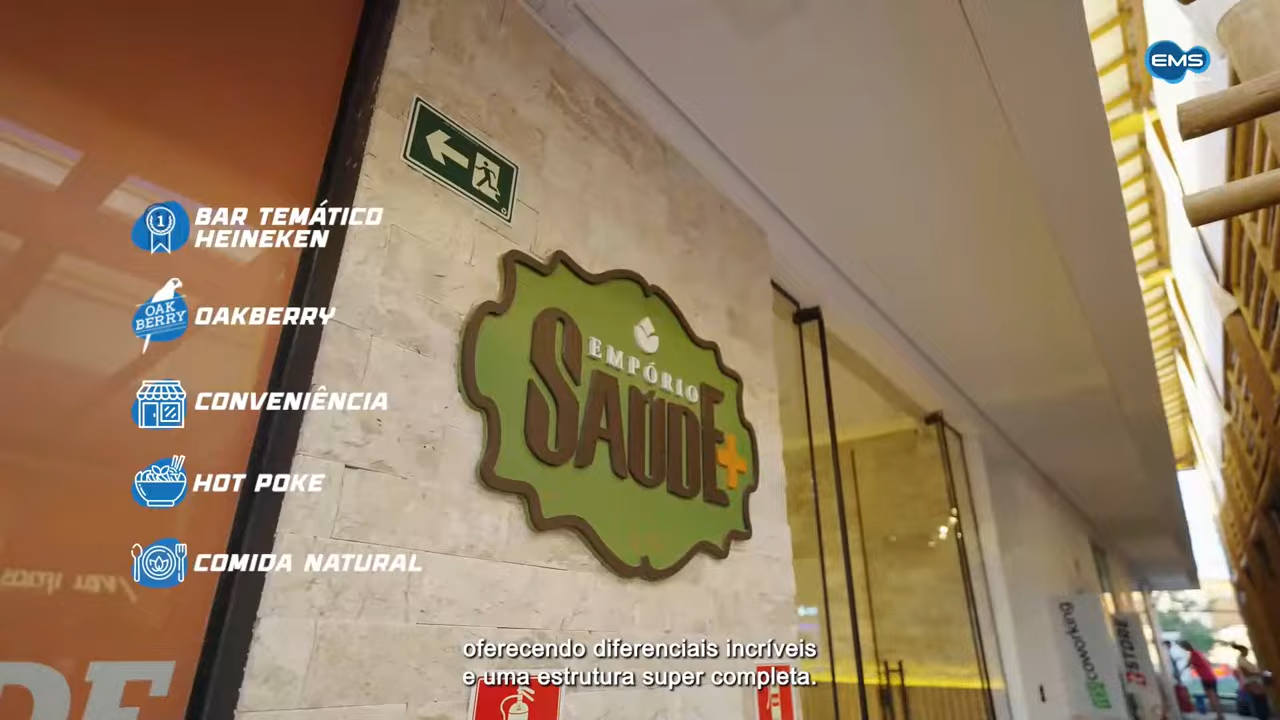 EMS
BAR TEMÁTICO
HEINEKEN
OAK
BERRY
OAKBERRY
CONVENIÊNCIA
HOT POKE
COMIDA NATURAL
EMPÓRIO
SAÚDE+
coworking
STORE
oferecendo diferenciais incríveis
e uma estrutura super completa.